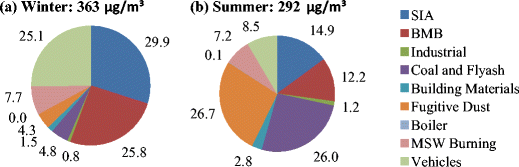 (a) Winter: 363 µg/m³
(b) Summer: 292 µg/m³
25.1
29.9
7.7
0.0
4.3
1.5
4.8
0.8
25.8
8.5
14.9
7.2
0.1
12.2
1.2
26.7
2.8
26.0
SIA
BMB
Industrial
Coal and Flyash
Building Materials
Fugitive Dust
Boiler
MSW Burning
Vehicles